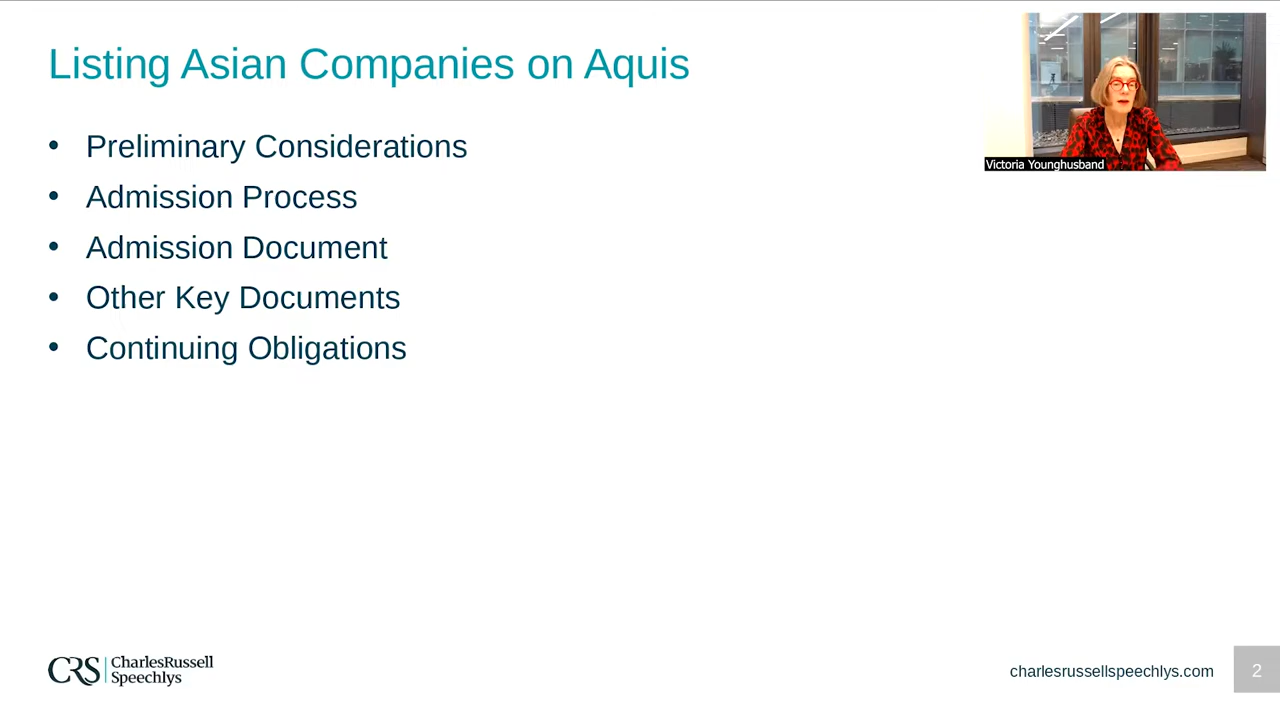 Listing Asian Companies on Aquis
• Preliminary Considerations
• Admission Process
• Admission Document
• Other Key Documents
• Continuing Obligations
Victoria Younghusband
CRS
CharlesRussell
Speechlys
charlesrussellspeechlys.com
2